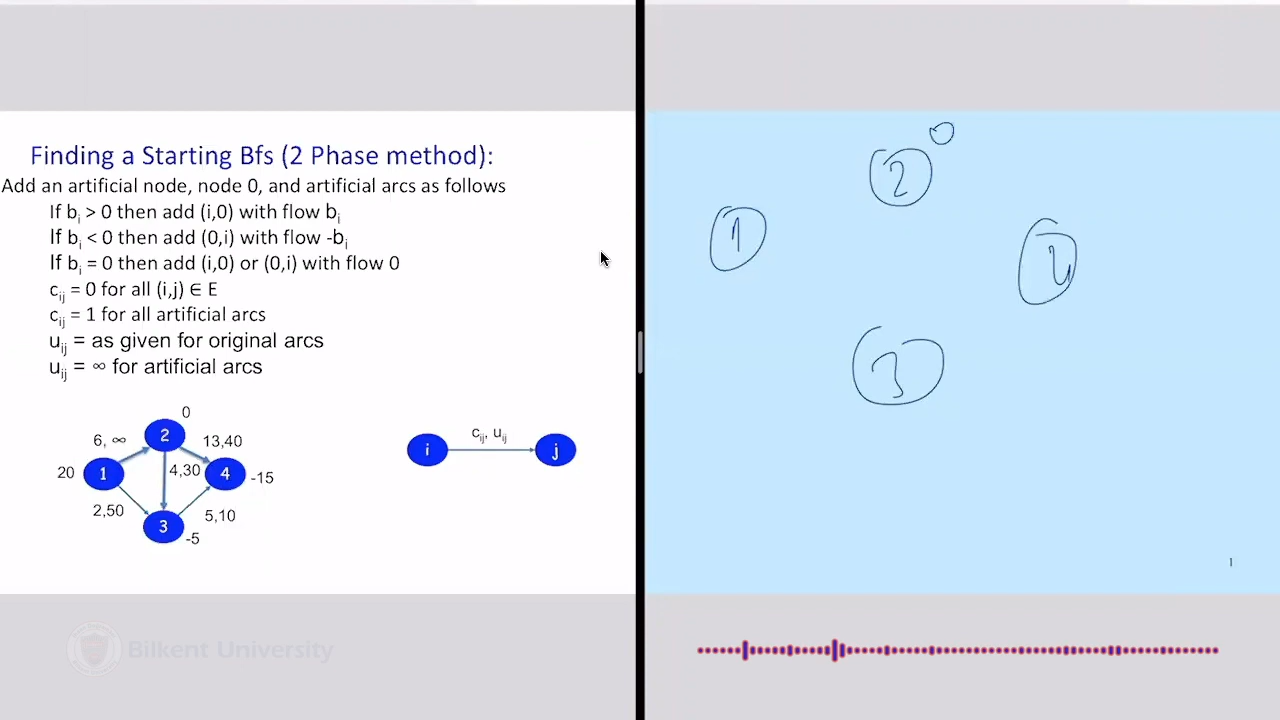 Finding a Starting Bfs (2 Phase method):
Add an artificial node, node 0, and artificial arcs as follows
If bi > 0 then add (i,0) with flow bi
If bi < 0 then add (0,i) with flow -bi
If bi = 0 then add (i,0) or (0,i) with flow 0
cij = 0 for all (i,j) ∈ E
cij = 1 for all artificial arcs
uij = as given for original arcs
uij = ∞ for artificial arcs
0
6, ∞
2
13,40
20
1
4,30
4
-15
2,50
3
5,10
-5
i
cij, uij
j
0
2
1
4
3
1
Bilkent University